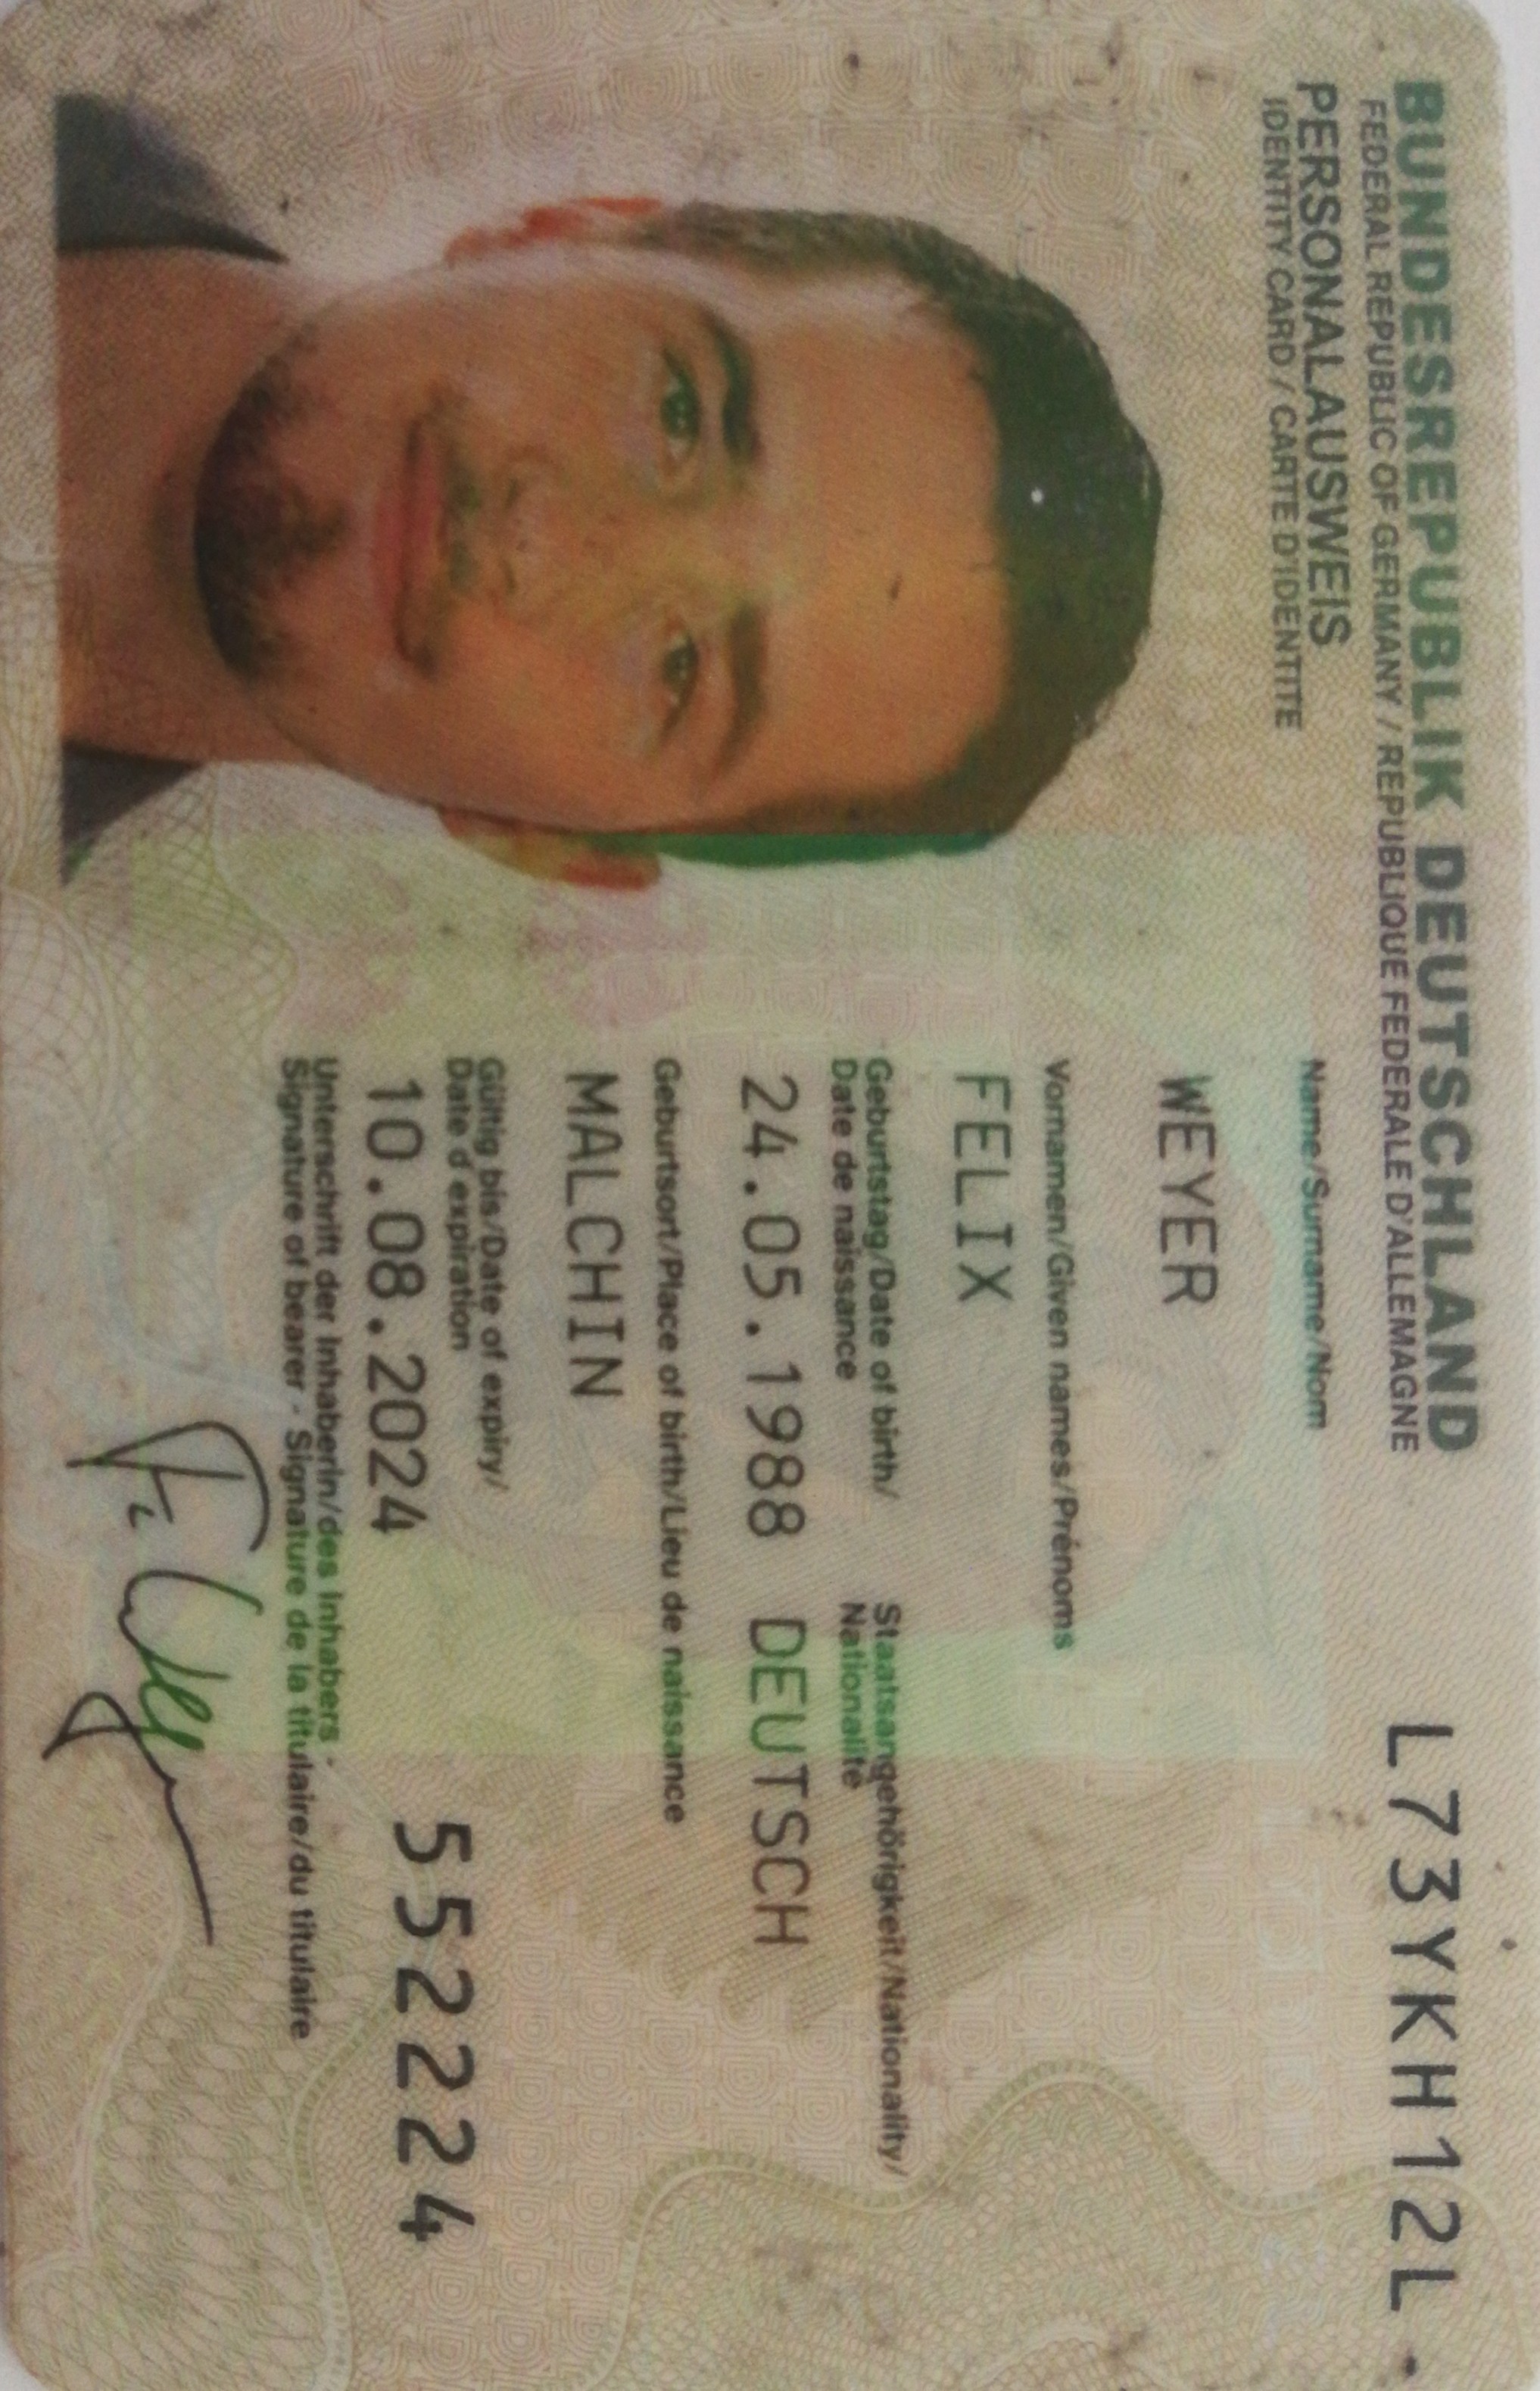 BUNDESREPUBLIK DEUTSCHLAND
FEDERAL REPUBLIC OF GERMANY / REPUBLIQUE FEDERALE D'ALLEMAGNE
PERSONALAUSWEIS
IDENTITY CARD / CARTE D'IDENTITE
L73YKH12L
Name/Surname/Nom
WEYER
Vornamen/Given names/Prénoms
FELIX
Geburtstag/Date of birth/
Date de naissance
24.05.1988
Staatsangehörigkeit/Nationality/
Nationalité
DEUTSCH
Geburtsort/Place of birth/Lieu de naissance
MALCHIN
Gültig bis/Date of expiry/
Date d'expiration
10.08.2024
552224
Unterschrift der Inhaberin/des Inhabers -
Signature of bearer - Signature de la titulaire/du titulaire
F. Weyer